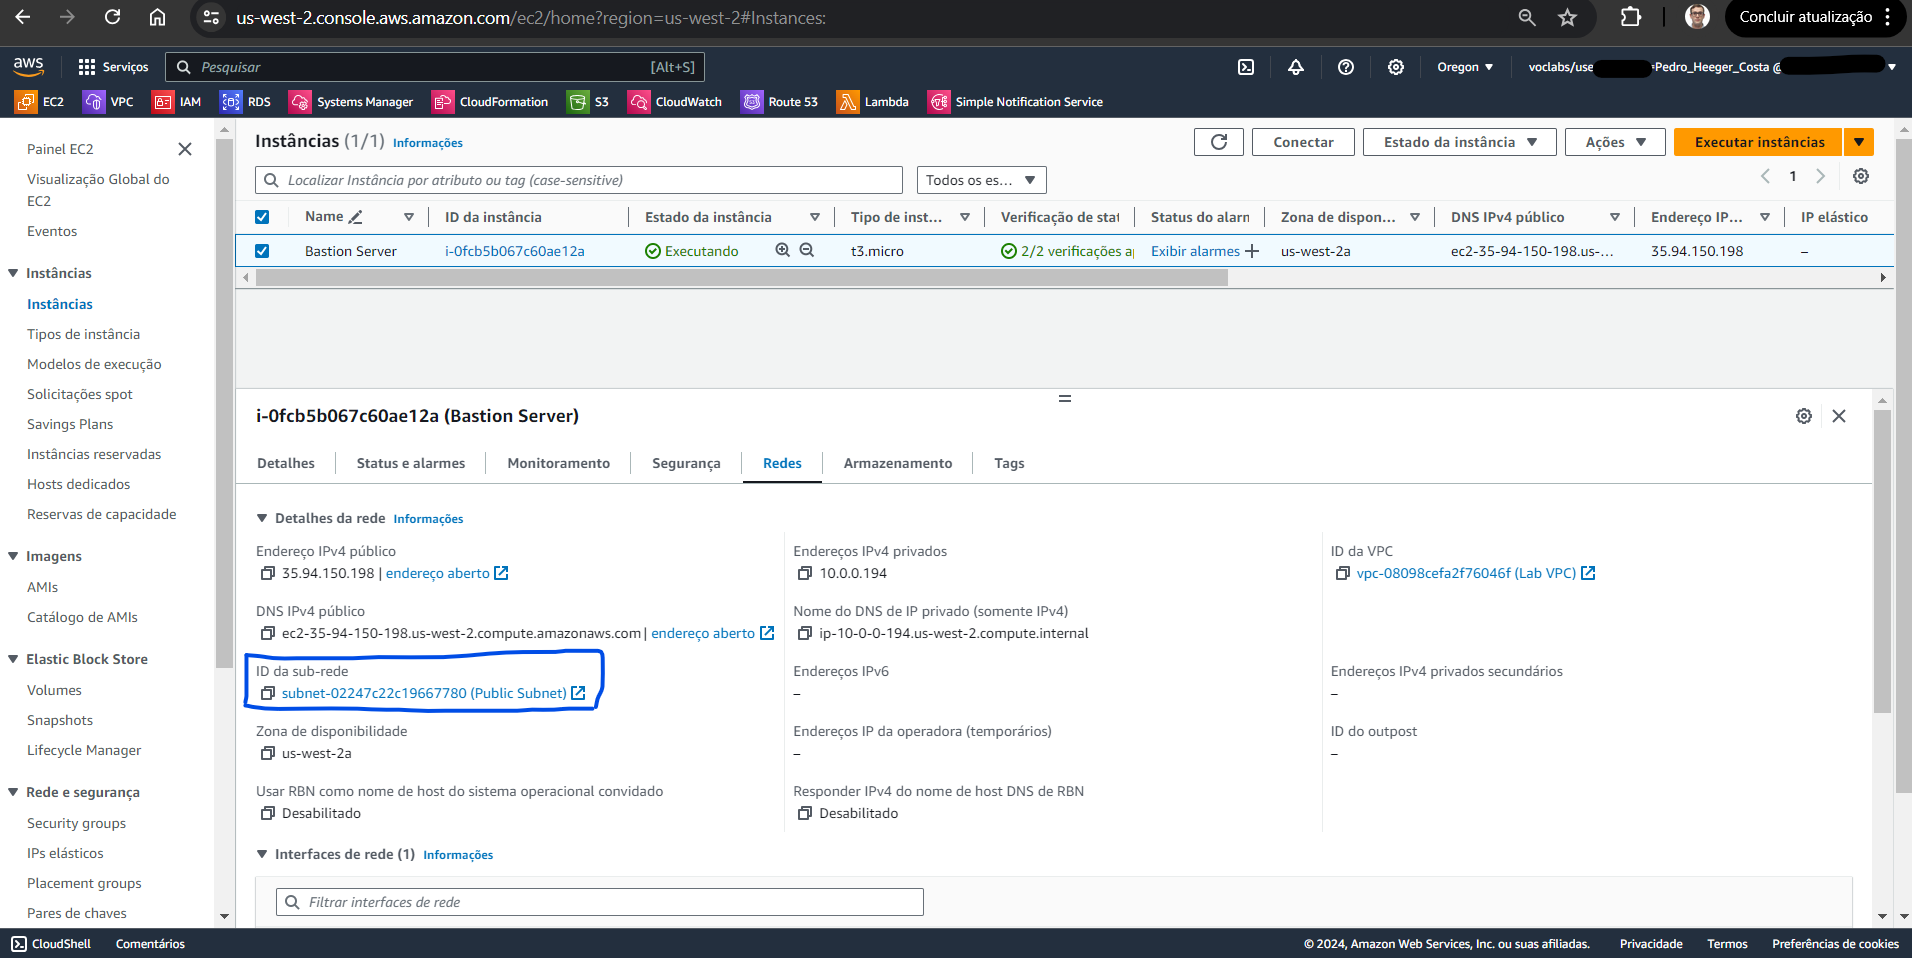 us-west-2.console.aws.amazon.com/ec2/home?region=us-west-2#Instances:
Concluir atualização
aws
Serviços
Pesquisar
[Alt+S]
Oregon
voclabs/use
Pedro_Heeger_Costa @
EC2
VPC
IAM
RDS
Systems Manager
CloudFormation
S3
CloudWatch
Route 53
Lambda
Simple Notification Service
Painel EC2
Visualização Global do
EC2
Eventos
Instâncias
Instâncias
Tipos de instância
Modelos de execução
Solicitações spot
Savings Plans
Instâncias reservadas
Hosts dedicados
Reservas de capacidade
Imagens
AMIs
Catálogo de AMIs
Elastic Block Store
Volumes
Snapshots
Lifecycle Manager
Rede e segurança
Security groups
IPs elásticos
Placement groups
Pares de chaves
Instâncias (1/1) Informações
Conectar
Estado da instância
Ações
Executar instâncias
Localizar Instância por atributo ou tag (case-sensitive)
Todos os es...
1
Name
ID da instância
Estado da instância
Tipo de inst...
Verificação de stat
Status do alarn
Zona de dispon...
DNS IPv4 público
Endereço IP...
IP elástico
Bastion Server
i-0fcb5b067c60ae12a
Executando
t3.micro
2/2 verificações a
Exibir alarmes
us-west-2a
ec2-35-94-150-198.us-...
35.94.150.198
–
i-0fcb5b067c60ae12a (Bastion Server)
Detalhes
Status e alarmes
Monitoramento
Segurança
Redes
Armazenamento
Tags
Detalhes da rede Informações
Endereço IPv4 público
35.94.150.198 | endereço aberto
Endereços IPv4 privados
10.0.0.194
ID da VPC
vpc-08098cefa2f76046f (Lab VPC)
DNS IPv4 público
ec2-35-94-150-198.us-west-2.compute.amazonaws.com | endereço aberto
Nome do DNS de IP privado (somente IPv4)
ip-10-0-0-194.us-west-2.compute.internal
ID da sub-rede
subnet-02247c22c19667780 (Public Subnet)
Endereços IPv6
–
Endereços IPv4 privados secundários
–
Zona de disponibilidade
us-west-2a
Endereços IP da operadora (temporários)
–
ID do outpost
–
Usar RBN como nome de host do sistema operacional convidado
Desabilitado
Responder IPv4 do nome de host DNS de RBN
Desabilitado
Interfaces de rede (1) Informações
Filtrar interfaces de rede
CloudShell
Comentários
© 2024, Amazon Web Services, Inc. ou suas afiliadas.
Privacidade
Termos
Preferências de cookies